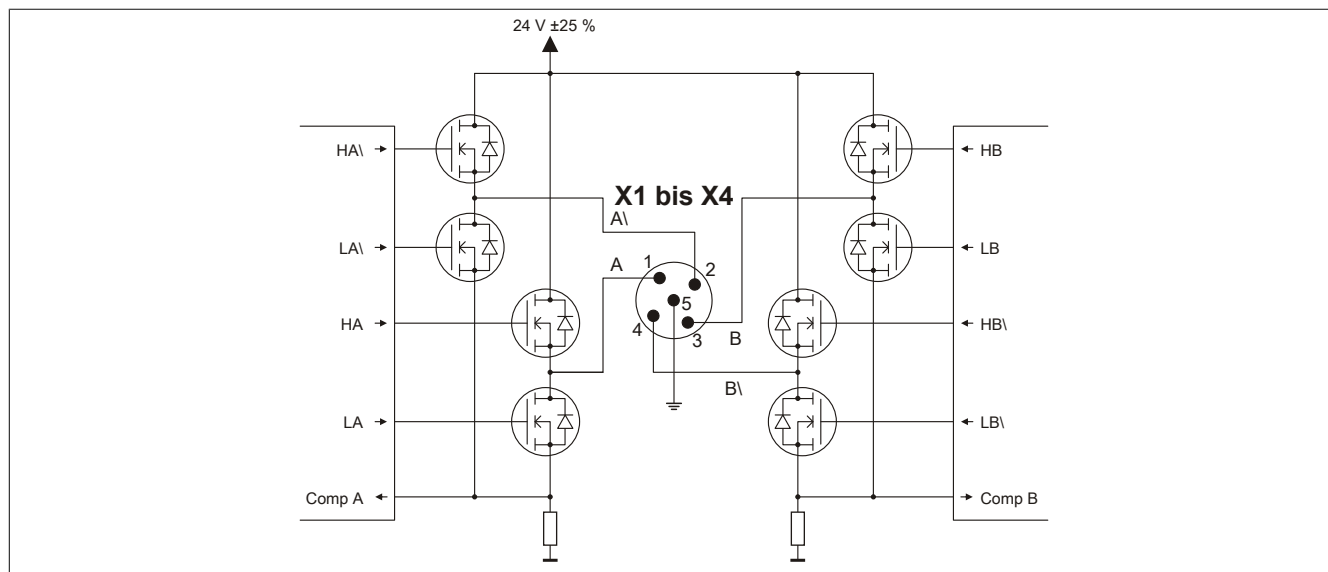 24 V ±25 %
HA\
HB
X1 bis X4
A\
LA\
LB
A
1
2
5
HA
4
3
B
HB\
B\
LA
LB\
Comp A
Comp B